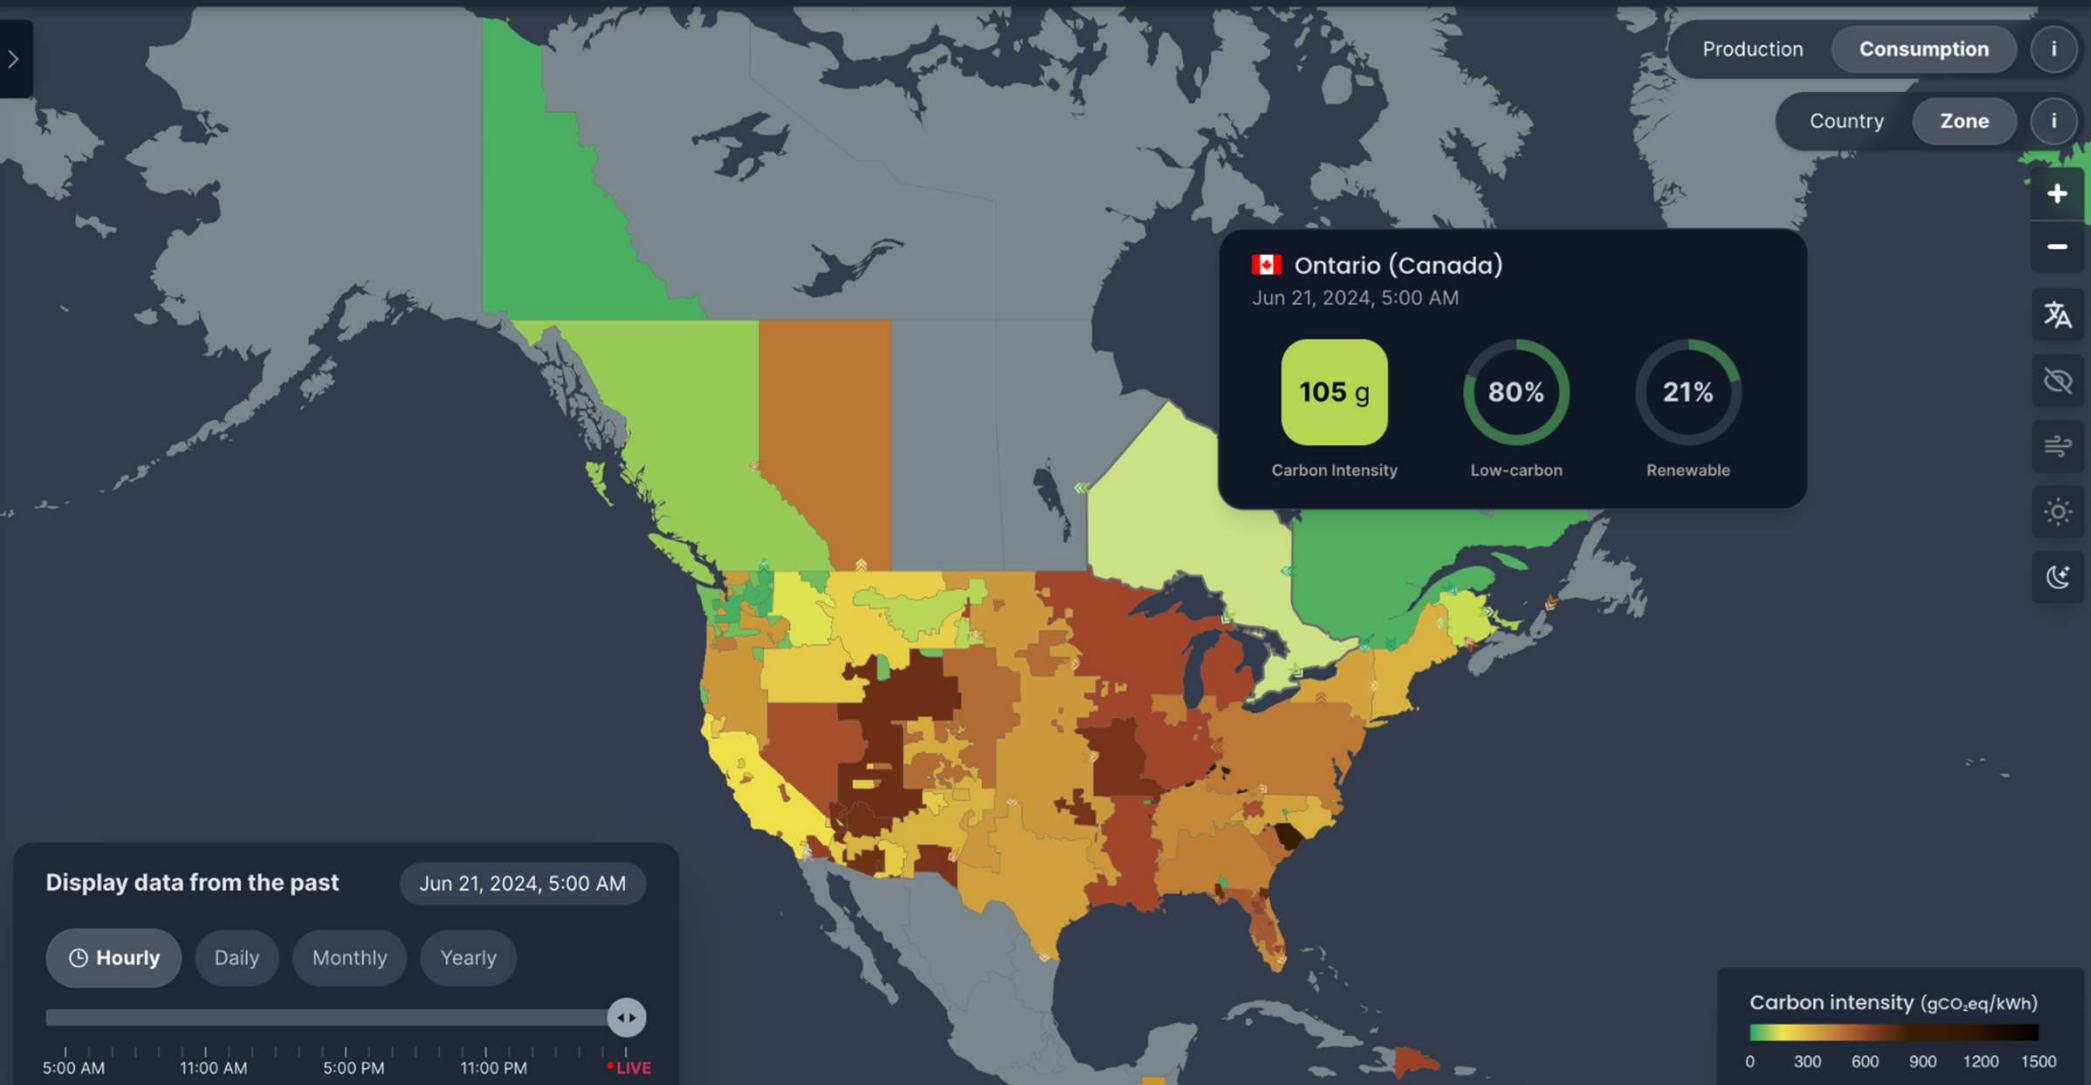 Production Consumption i
Country Zone i
Ontario (Canada)
Jun 21, 2024, 5:00 AM
105 g 80% 21%
Carbon Intensity Low-carbon Renewable
Display data from the past Jun 21, 2024, 5:00 AM
Hourly Daily Monthly Yearly
5:00 AM 11:00 AM 5:00 PM 11:00 PM LIVE
Carbon intensity (gCO₂eq/kWh)
0 300 600 900 1200 1500